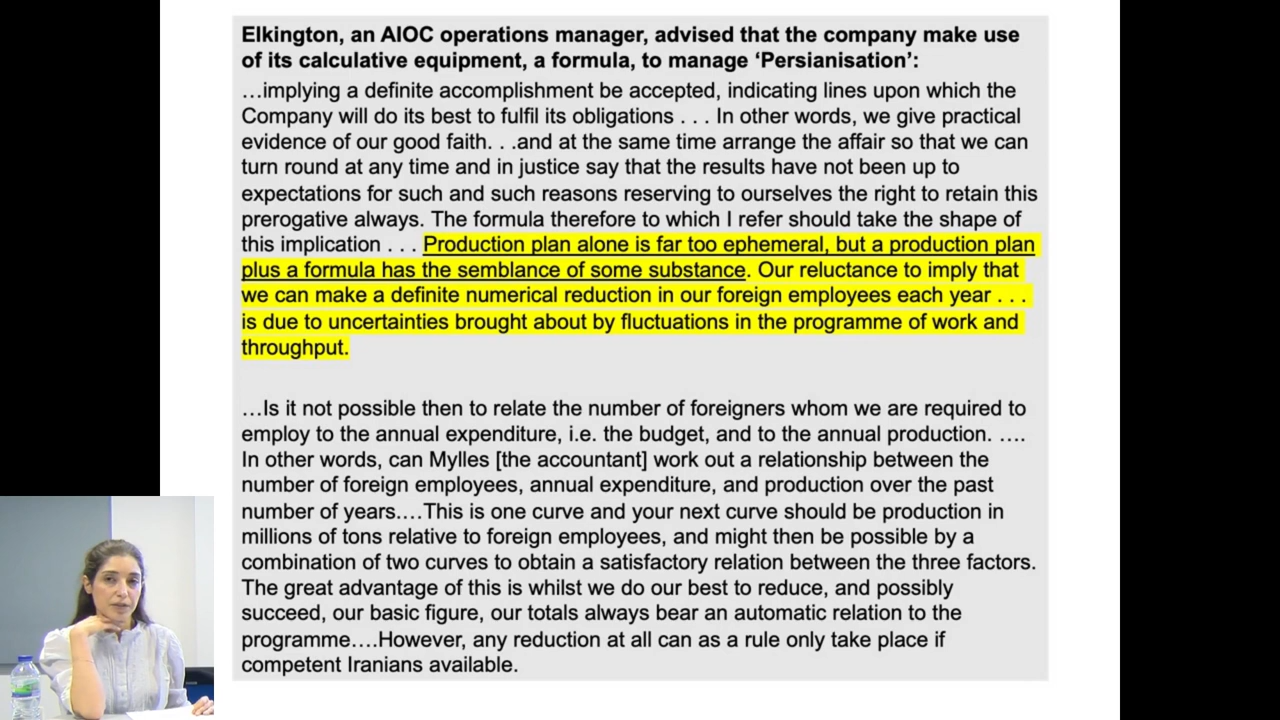 Elkington, an AIOC operations manager, advised that the company make use
of its calculative equipment, a formula, to manage ‘Persianisation’:
…implying a definite accomplishment be accepted, indicating lines upon which the
Company will do its best to fulfil its obligations . . . In other words, we give practical
evidence of our good faith. . .and at the same time arrange the affair so that we can
turn round at any time and in justice say that the results have not been up to
expectations for such and such reasons reserving to ourselves the right to retain this
prerogative always. The formula therefore to which I refer should take the shape of
this implication . . . Production plan alone is far too ephemeral, but a production plan
plus a formula has the semblance of some substance. Our reluctance to imply that
we can make a definite numerical reduction in our foreign employees each year . . .
is due to uncertainties brought about by fluctuations in the programme of work and
throughput.
…Is it not possible then to relate the number of foreigners whom we are required to
employ to the annual expenditure, i.e. the budget, and to the annual production. ….
In other words, can Mylles [the accountant] work out a relationship between the
number of foreign employees, annual expenditure, and production over the past
number of years.…This is one curve and your next curve should be production in
millions of tons relative to foreign employees, and might then be possible by a
combination of two curves to obtain a satisfactory relation between the three factors.
The great advantage of this is whilst we do our best to reduce, and possibly
succeed, our basic figure, our totals always bear an automatic relation to the
programme….However, any reduction at all can as a rule only take place if
competent Iranians available.